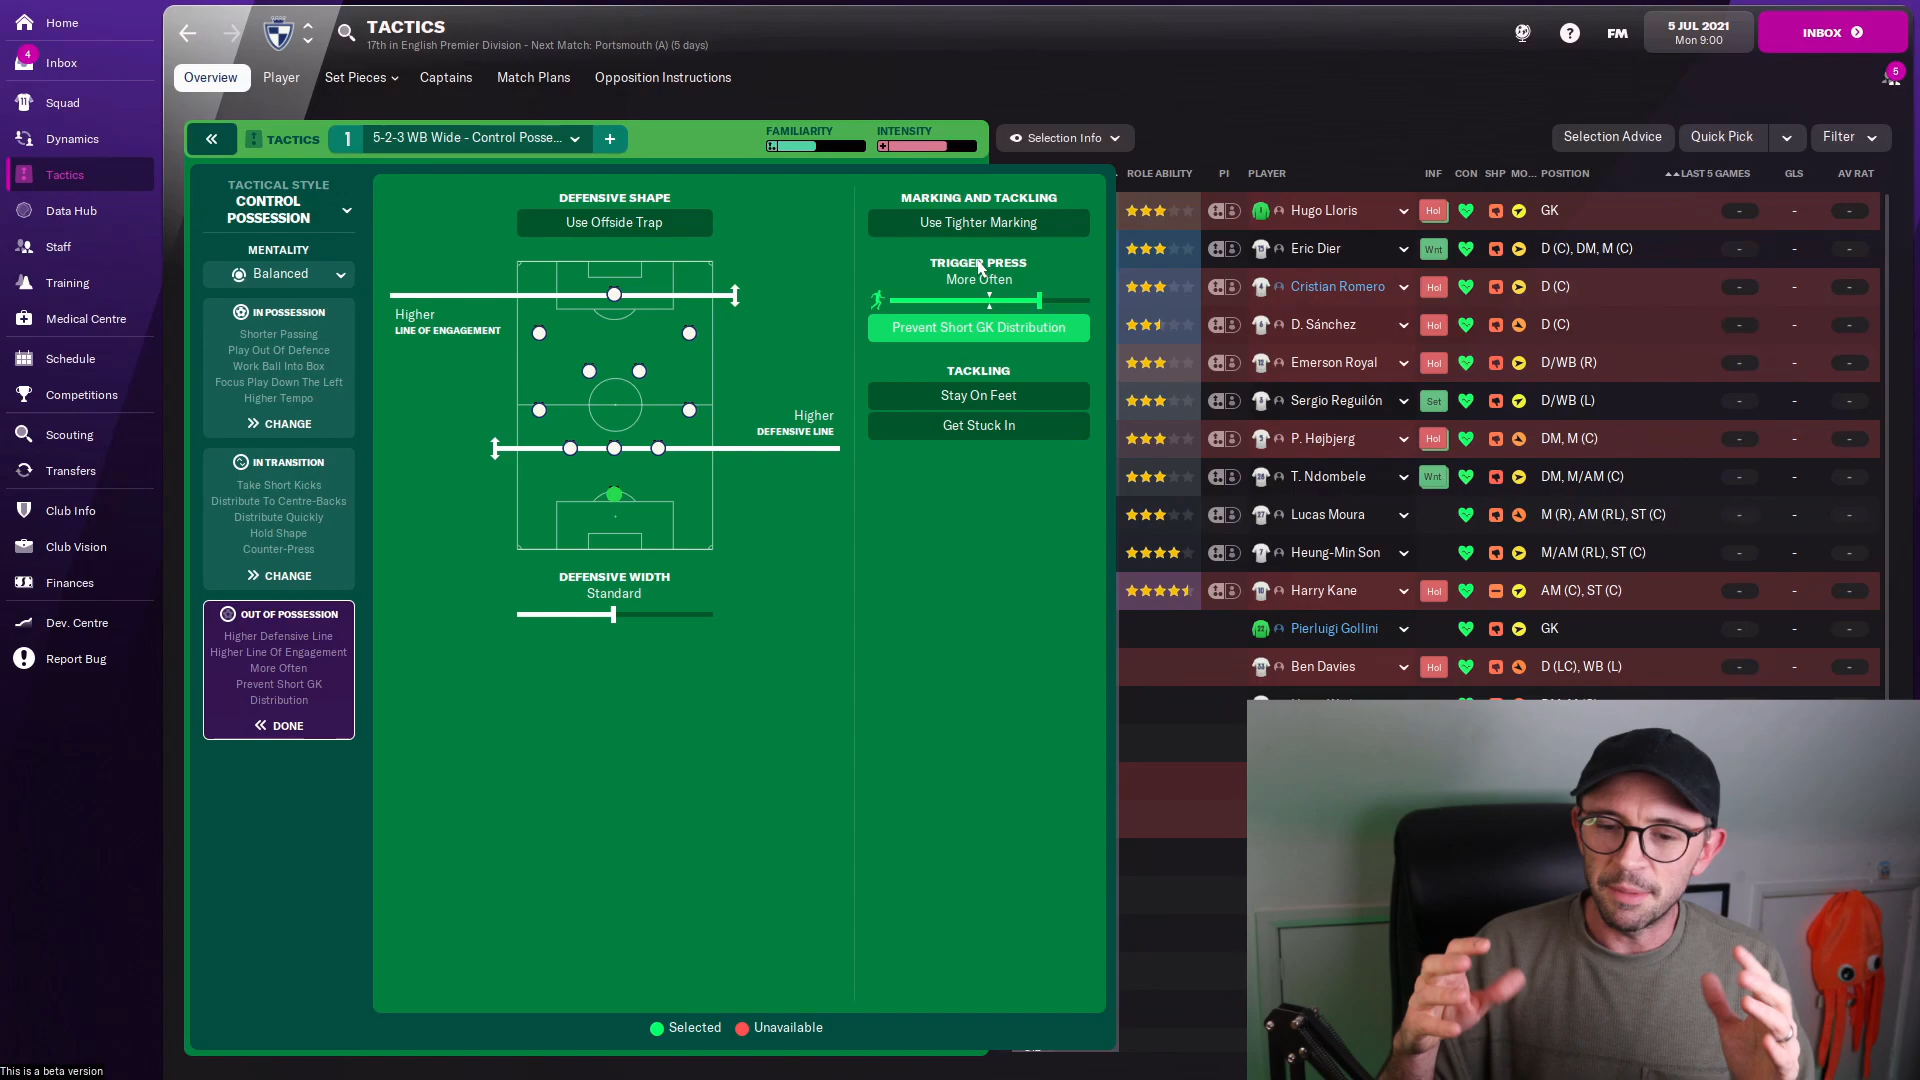 Home
4
Inbox
Squad
Dynamics
Tactics
Data Hub
Staff
Training
Medical Centre
Schedule
Competitions
Scouting
Transfers
Club Info
Club Vision
Finances
Dev. Centre
Report Bug
This is a beta version
TACTICS
17th in English Premier Division - Next Match: Portsmouth (A) (5 days)
FM
5 JUL 2021
Mon 9:00
INBOX
Overview
Player
Set Pieces
Captains
Match Plans
Opposition Instructions
5
TACTICS
1
5-2-3 WB Wide - Control Posse...
FAMILIARITY
INTENSITY
Selection Info
Selection Advice
Quick Pick
Filter
TACTICAL STYLE
CONTROL
POSSESSION
MENTALITY
Balanced
IN POSSESSION
Shorter Passing
Play Out Of Defence
Work Ball Into Box
Focus Play Down The Left
Higher Tempo
CHANGE
IN TRANSITION
Take Short Kicks
Distribute To Centre-Backs
Distribute Quickly
Hold Shape
Counter-Press
CHANGE
OUT OF POSSESSION
Higher Defensive Line
Higher Line Of Engagement
More Often
Prevent Short GK
Distribution
DONE
DEFENSIVE SHAPE
Use Offside Trap
Higher
LINE OF ENGAGEMENT
Higher
DEFENSIVE LINE
DEFENSIVE WIDTH
Standard
MARKING AND TACKLING
Use Tighter Marking
TRIGGER PRESS
More Often
Prevent Short GK Distribution
TACKLING
Stay On Feet
Get Stuck In
Selected
Unavailable
ROLE ABILITY PI PLAYER INF CON SHP MO... POSITION LAST 5 GAMES GLS AV RAT
Hugo Lloris Hol GK - - -
Eric Dier Wnt D (C), DM, M (C) - - -
Cristian Romero Hol D (C) - - -
D. Sánchez Hol D (C) - - -
Emerson Royal Hol D/WB (R) - - -
Sergio Reguilón Set D/WB (L) - - -
P. Højbjerg Hol DM, M (C) - - -
T. Ndombele Wnt DM, M/AM (C) - - -
Lucas Moura M (R), AM (RL), ST (C) - - -
Heung-Min Son M/AM (RL), ST (C) - - -
Harry Kane Hol AM (C), ST (C) - - -
Pierluigi Gollini GK - - -
Ben Davies Hol D (LC), WB (L) - - -